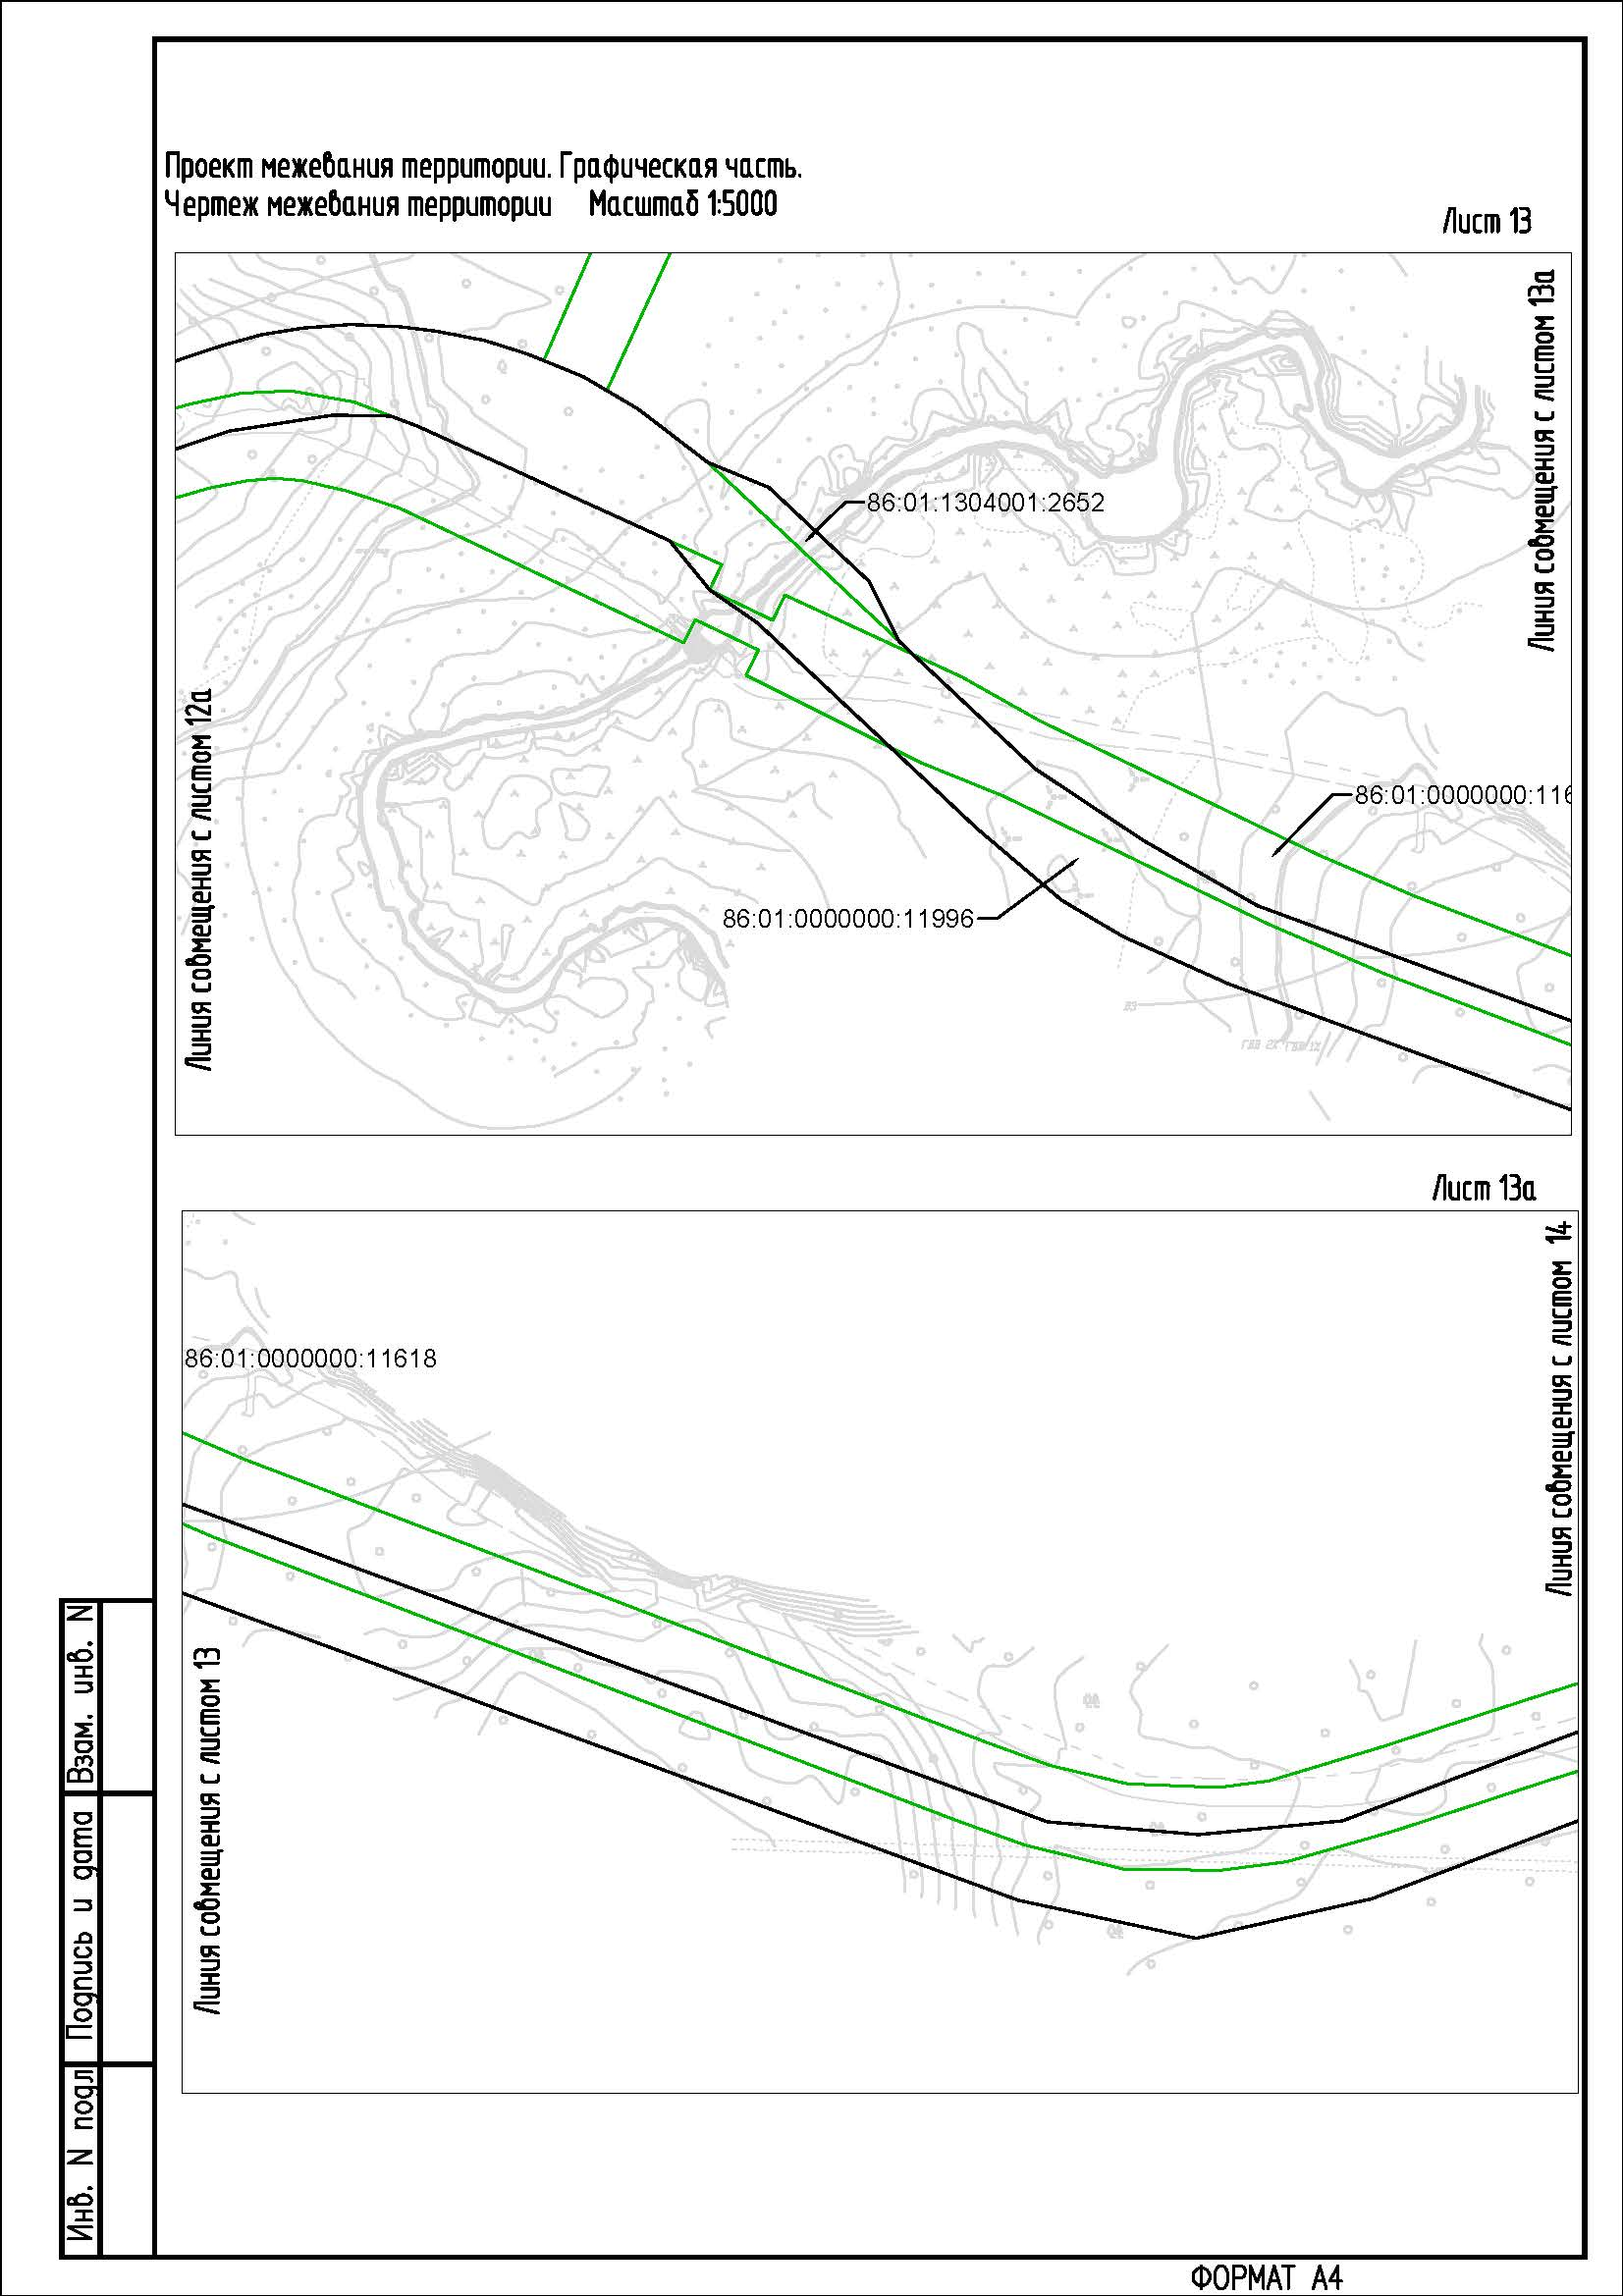 Проект межевания территории. Графическая часть.
Чертеж межевания территории Масштаб 1:5000
Лист 13
Линия совмещения с листом 13а
86:01:1304001:2652
86:01:0000000:116
86:01:0000000:11996
Линия совмещения с листом 12а
Лист 13а
Линия совмещения с листом 14
86:01:0000000:11618
Линия совмещения с листом 13
Взам. инв. N
Подпись и дата
Инв. N подл
ФОРМАТ А4